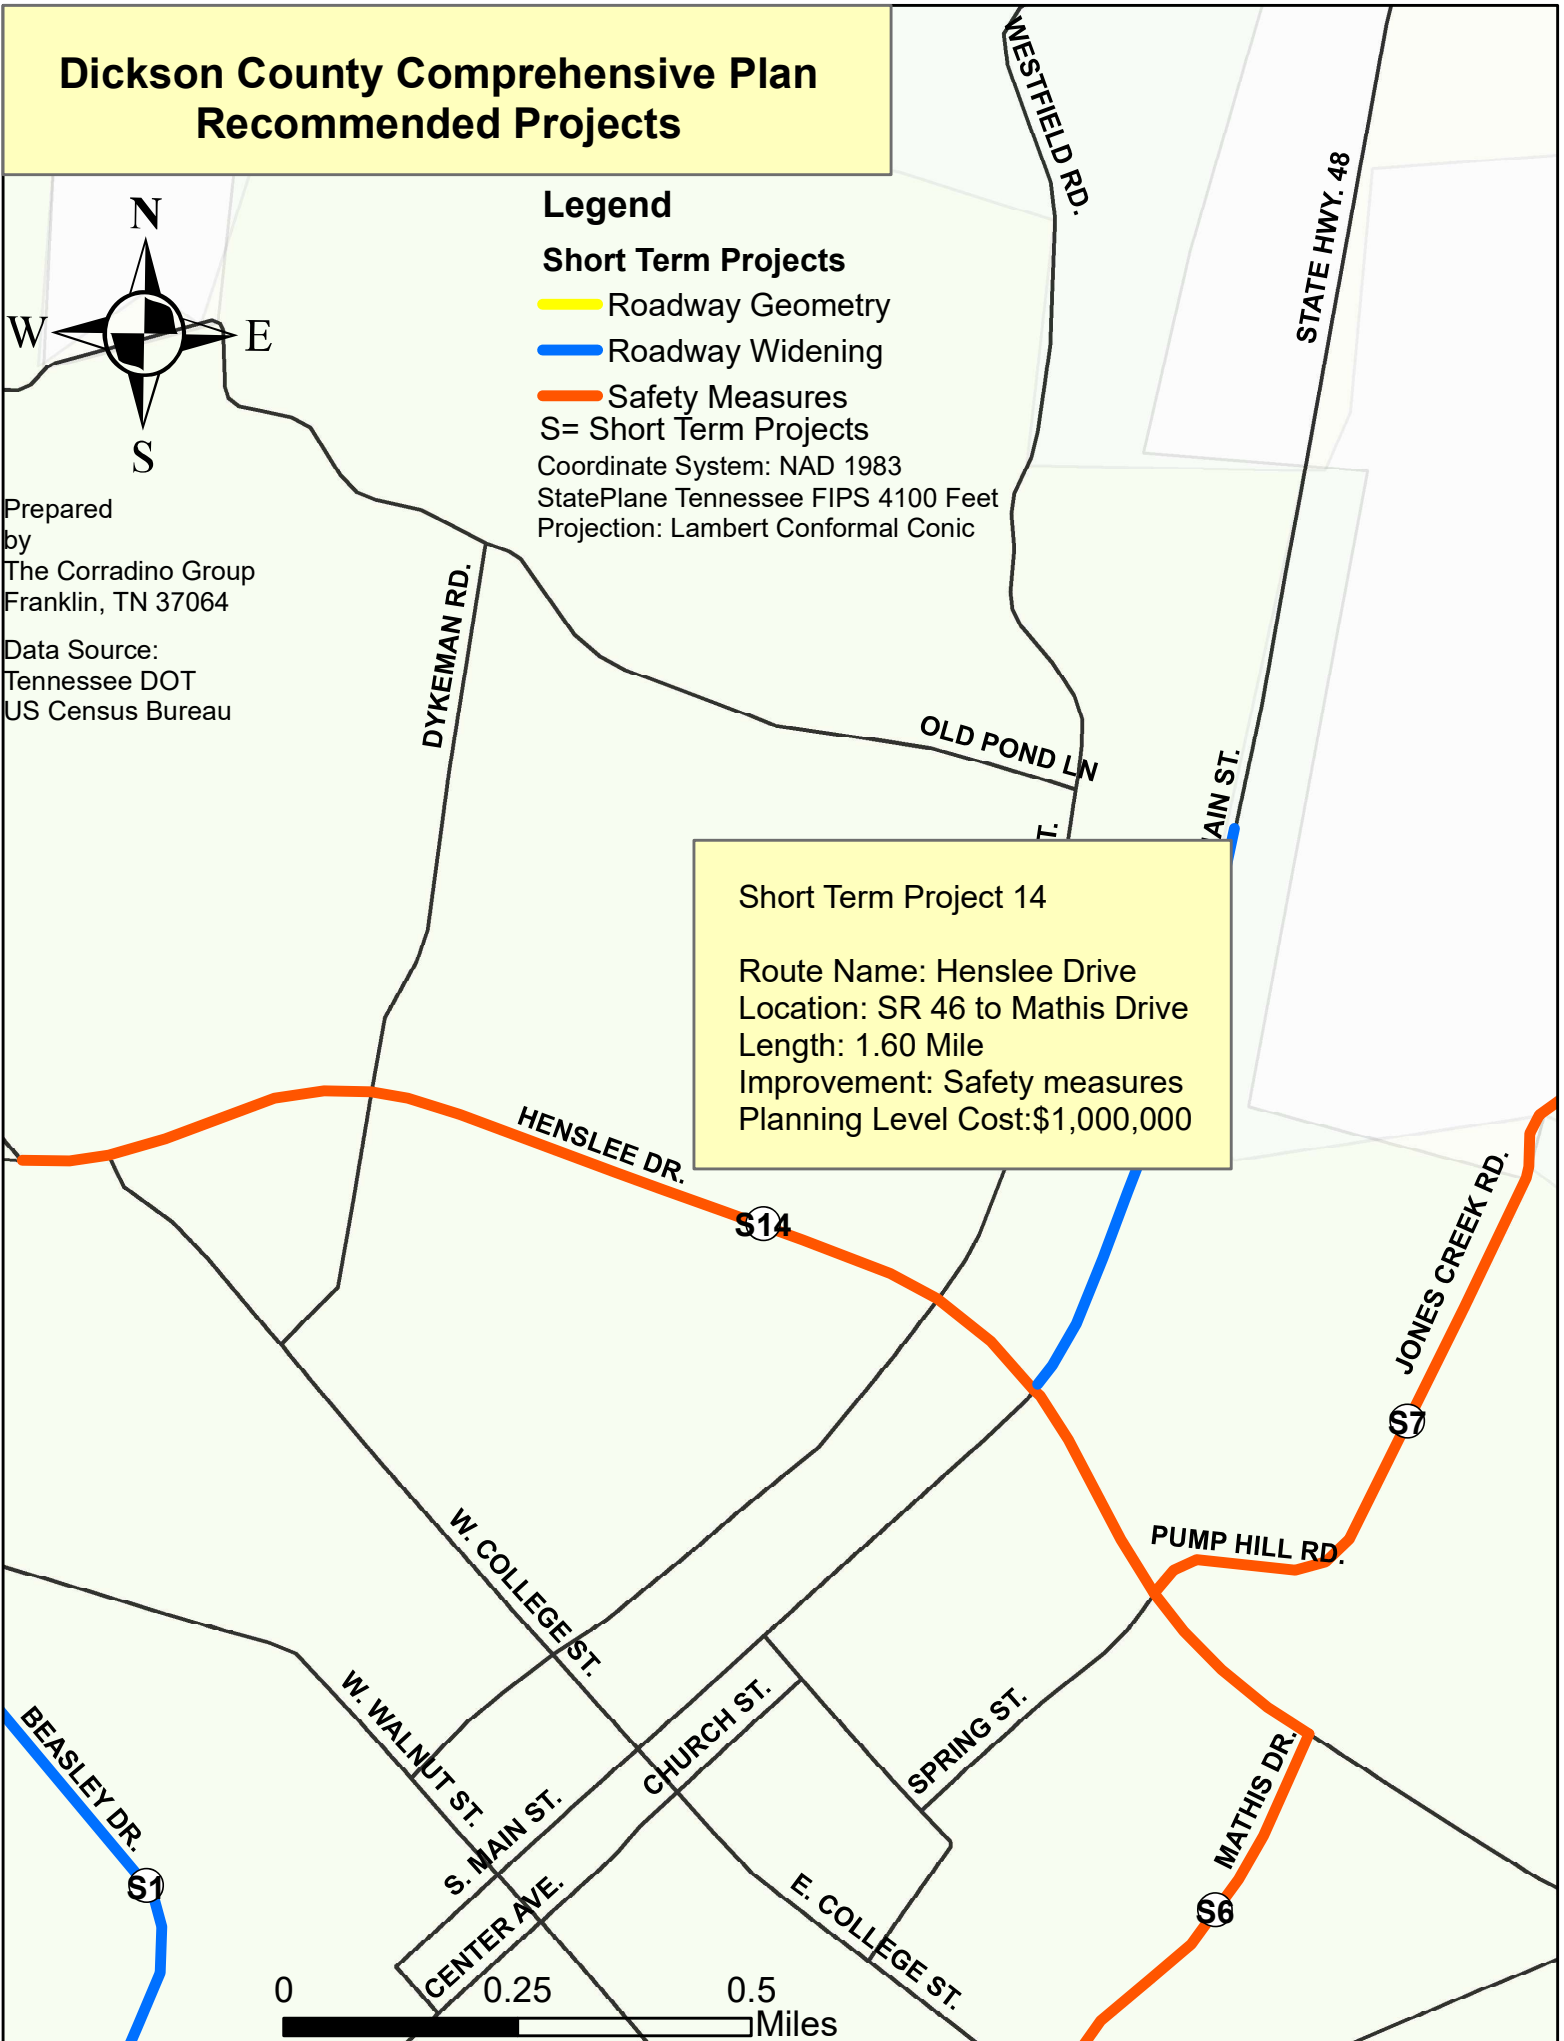 Dickson County Comprehensive Plan
Recommended Projects
N
W
E
S
Legend
Short Term Projects
Roadway Geometry
Roadway Widening
Safety Measures
S= Short Term Projects
Coordinate System: NAD 1983
StatePlane Tennessee FIPS 4100 Feet
Projection: Lambert Conformal Conic
Prepared
by
The Corradino Group
Franklin, TN 37064
Data Source:
Tennessee DOT
US Census Bureau
WESTFIELD RD.
STATE HWY. 48
DYKEMAN RD.
OLD POND LN
AIN ST.
T.
Short Term Project 14
Route Name: Henslee Drive
Location: SR 46 to Mathis Drive
Length: 1.60 Mile
Improvement: Safety measures
Planning Level Cost:$1,000,000
HENSLEE DR.
S14
JONES CREEK RD.
S7
PUMP HILL RD.
W. COLLEGE ST.
W. WALNUT ST.
CHURCH ST.
SPRING ST.
MATHIS DR.
BEASLEY DR.
S1
S. MAIN ST.
CENTER AVE.
E. COLLEGE ST.
S6
0 0.25 0.5
Miles